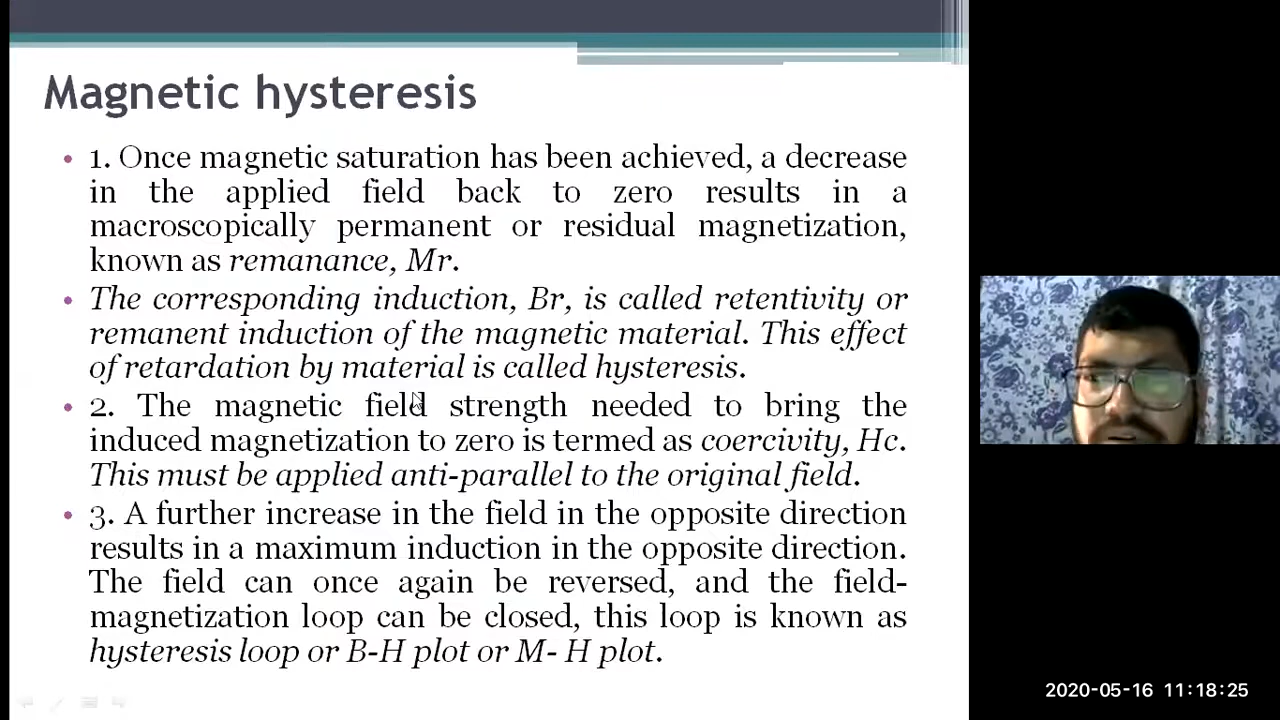 Magnetic hysteresis
• 1. Once magnetic saturation has been achieved, a decrease
in the applied field back to zero results in a
macroscopically permanent or residual magnetization,
known as remanance, Mr.
• The corresponding induction, Br, is called retentivity or
remanent induction of the magnetic material. This effect
of retardation by material is called hysteresis.
• 2. The magnetic field strength needed to bring the
induced magnetization to zero is termed as coercivity, Hc.
This must be applied anti-parallel to the original field.
• 3. A further increase in the field in the opposite direction
results in a maximum induction in the opposite direction.
The field can once again be reversed, and the field-
magnetization loop can be closed, this loop is known as
hysteresis loop or B-H plot or M- H plot.
2020-05-16 11:18:25